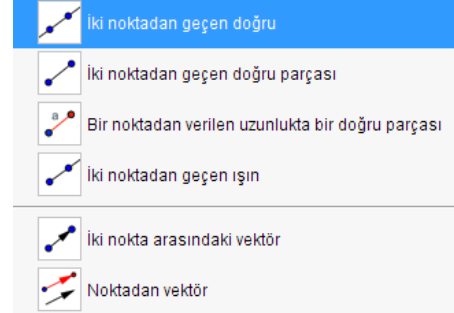 İki noktadan geçen doğru
İki noktadan geçen doğru parçası
a
Bir noktadan verilen uzunlukta bir doğru parçası
İki noktadan geçen ışın
İki nokta arasındaki vektör
Noktadan vektör